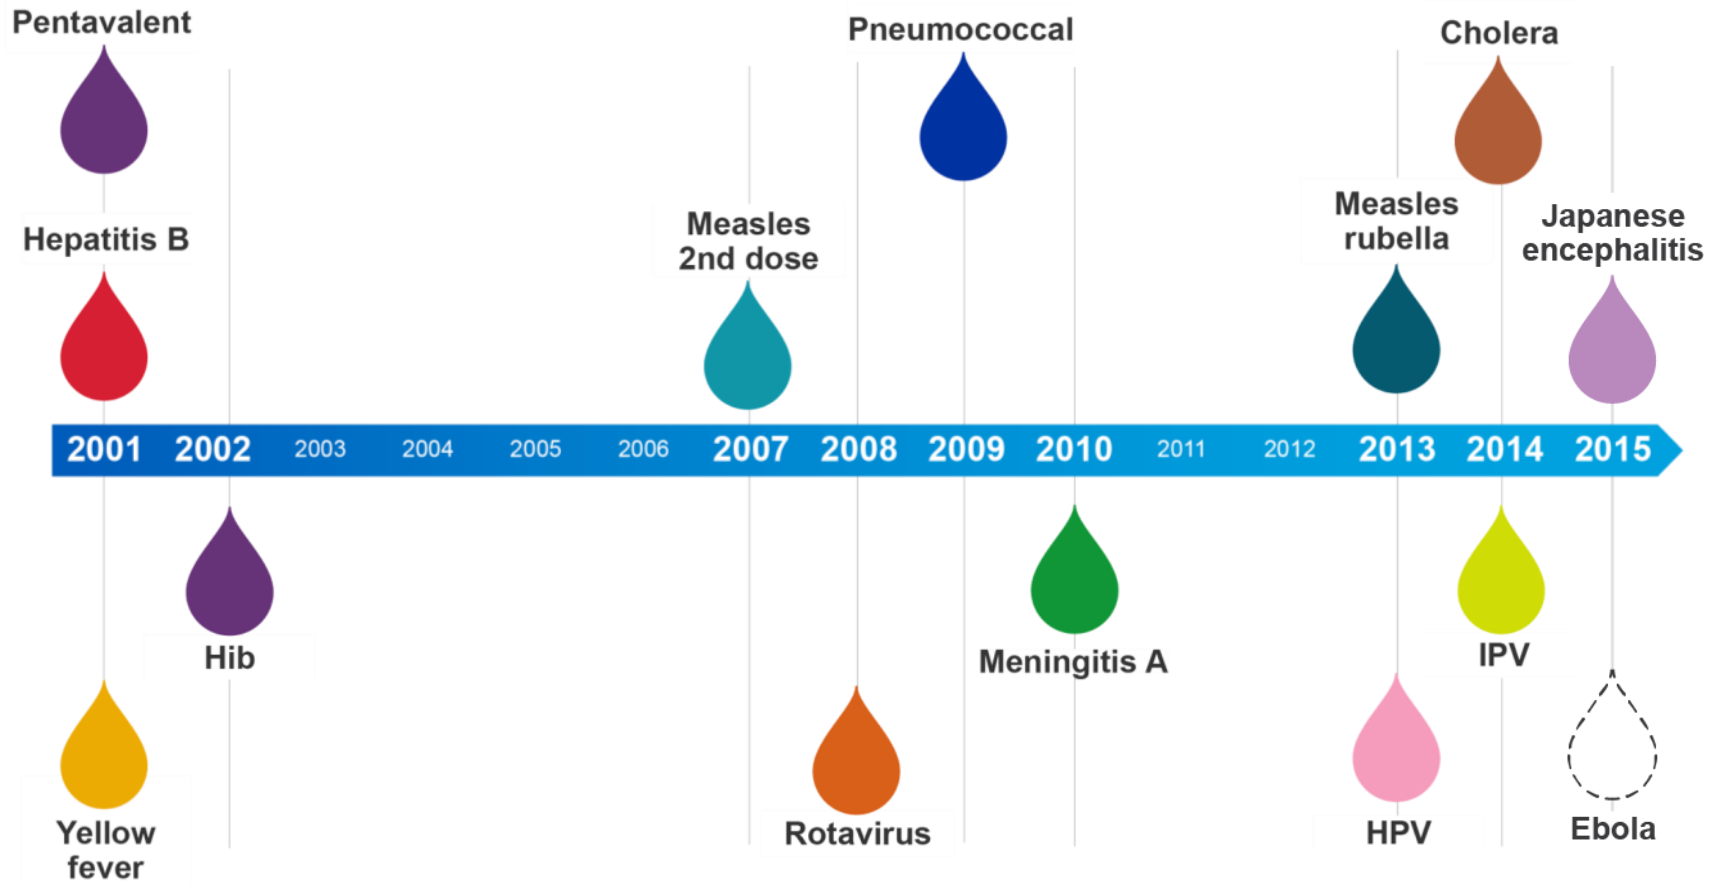 Pentavalent
Pneumococcal
Cholera
Hepatitis B
Measles
2nd dose
Measles
rubella
Japanese
encephalitis
2001 2002 2003 2004 2005 2006 2007 2008 2009 2010 2011 2012 2013 2014 2015
Hib
Meningitis A
IPV
Yellow
fever
Rotavirus
HPV
Ebola